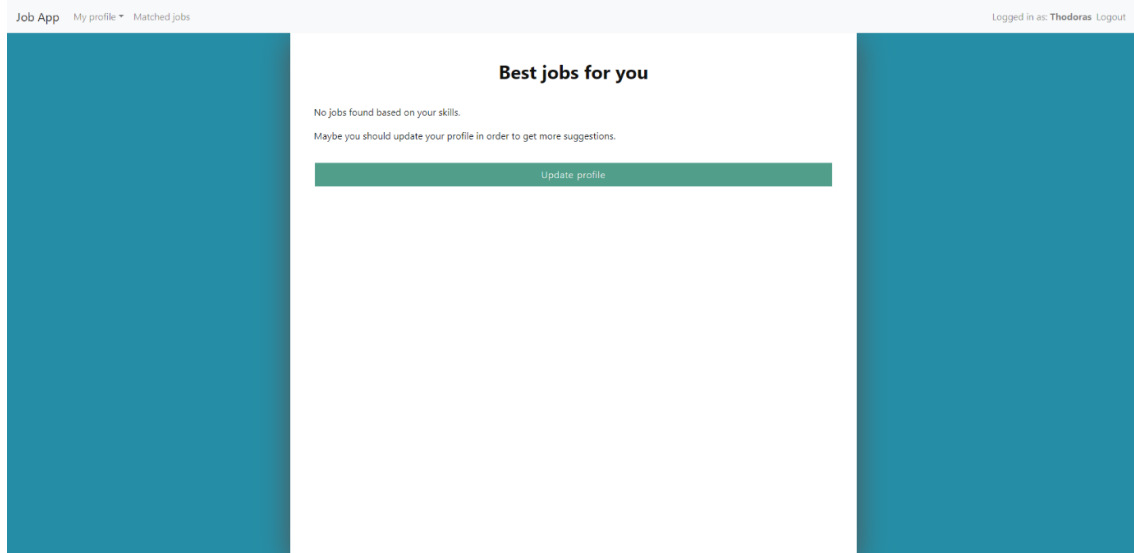 Job App My profile Matched jobs Logged in as: Thodoras Logout
Best jobs for you
No jobs found based on your skills.
Maybe you should update your profile in order to get more suggestions.
Update profile